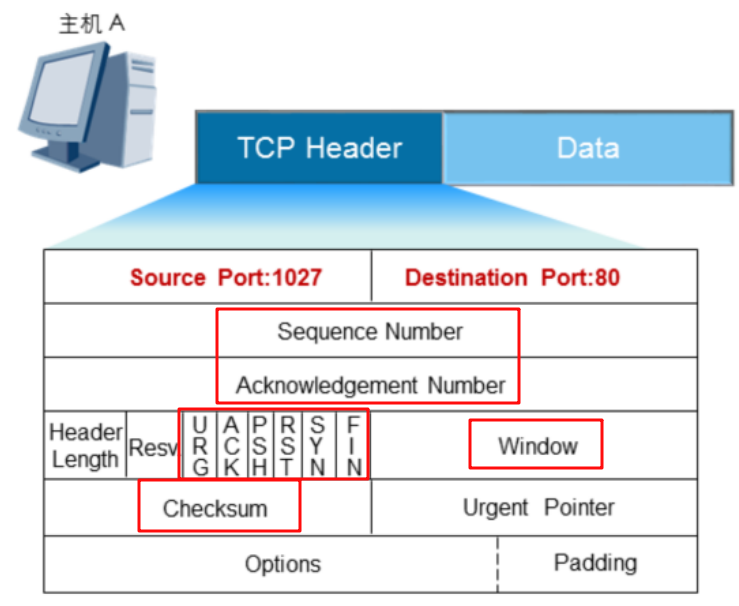 主机 A
TCP Header Data
Source Port:1027 Destination Port:80
Sequence Number
Acknowledgement Number
Header Length Resv URG ACK PSH RST SYN FIN Window
Checksum Urgent Pointer
Options Padding